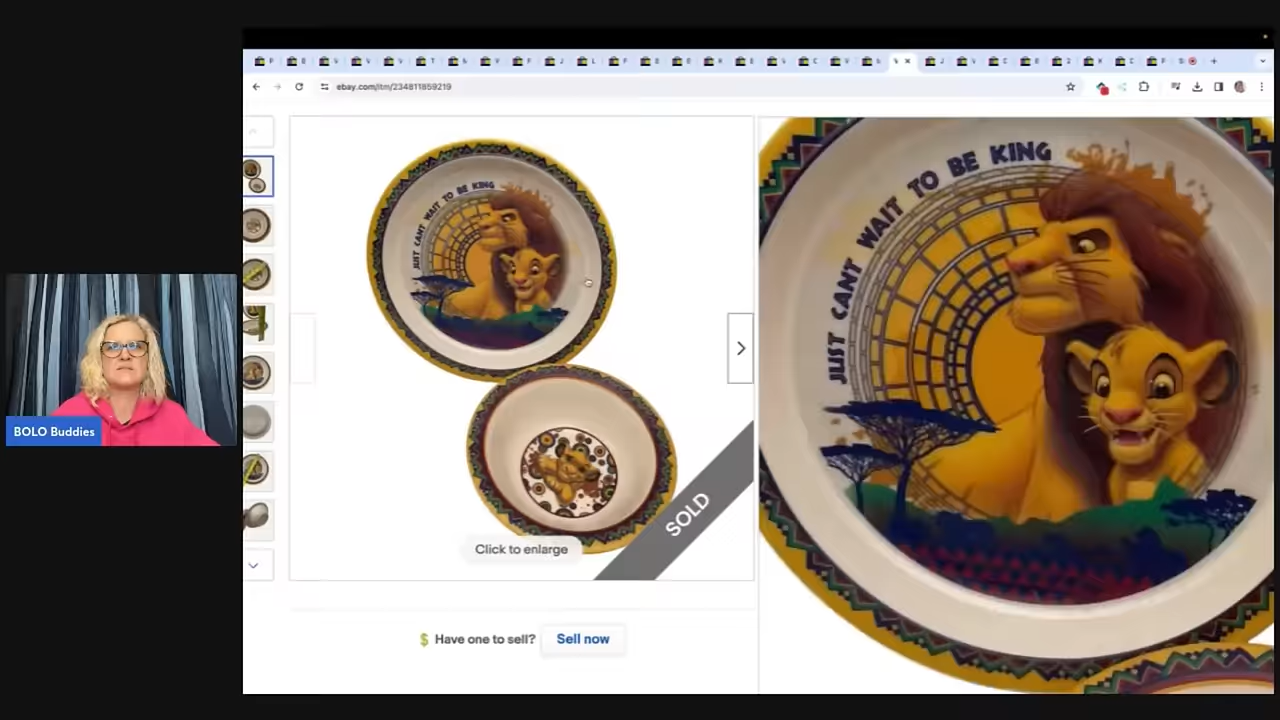 ebay.com/itm/234811859219
JUST CANT WAIT TO BE KING
JUST CANT WAIT TO BE KING
SOLD
Click to enlarge
Have one to sell?
Sell now
BOLO Buddies